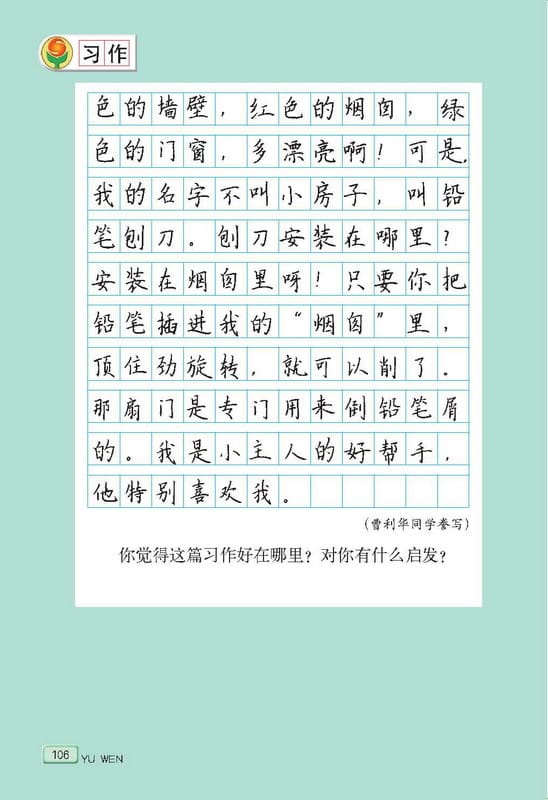 习作
色的墙壁，红色的烟囱，绿
色的门窗，多漂亮啊！可是，
我的名字不叫小房子，叫铅
笔刨刀。刨刀安装在哪里？
安装在烟囱里呀！只要你把
铅笔插进我的“烟囱”里，
顶住劲旋转，就可以削了。
那扇门是专门用来倒铅笔屑
的。我是小主人的好帮手，
他特别喜欢我。
（曹利华同学誊写）
你觉得这篇习作好在哪里？对你有什么启发？
106 YU WEN